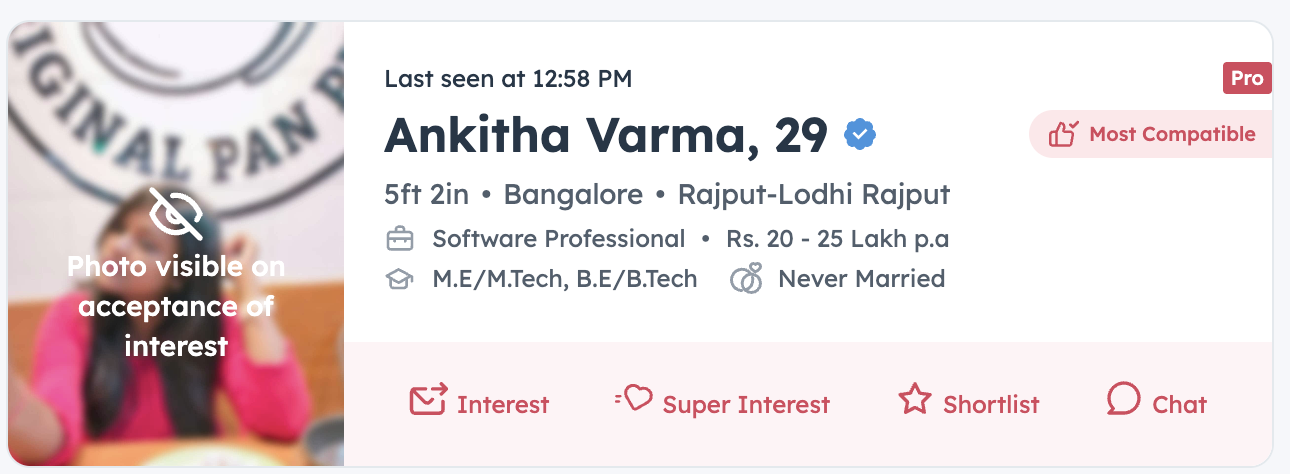 IGINAL PAN P
Photo visible on
acceptance of
interest
Last seen at 12:58 PM
Pro
Ankitha Varma, 29
Most Compatible
5ft 2in • Bangalore • Rajput-Lodhi Rajput
Software Professional • Rs. 20 - 25 Lakh p.a
M.E/M.Tech, B.E/B.Tech Never Married
Interest Super Interest Shortlist Chat